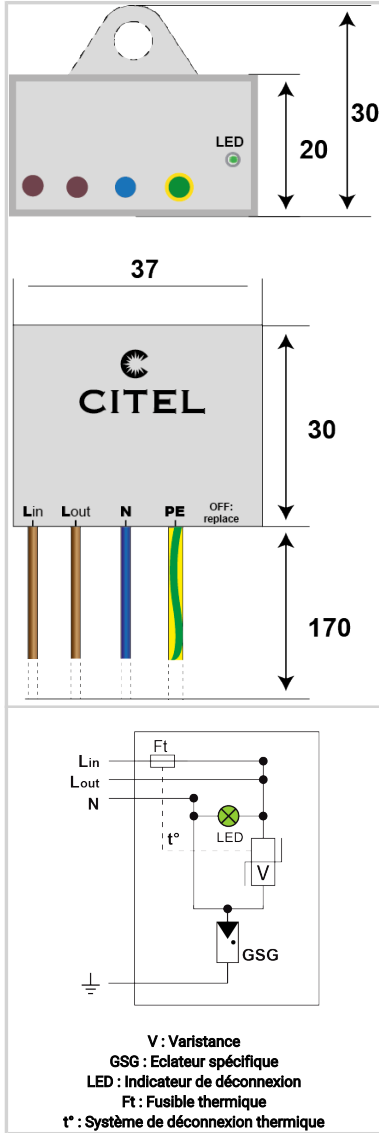 LED
20
30
37
CITEL
Lin Lout N PE OFF:
replace
30
170
Ft
Lin
Lout
N
t°
LED
V
GSG
V : Varistance
GSG : Eclateur spécifique
LED : Indicateur de déconnexion
Ft : Fusible thermique
t° : Système de déconnexion thermique